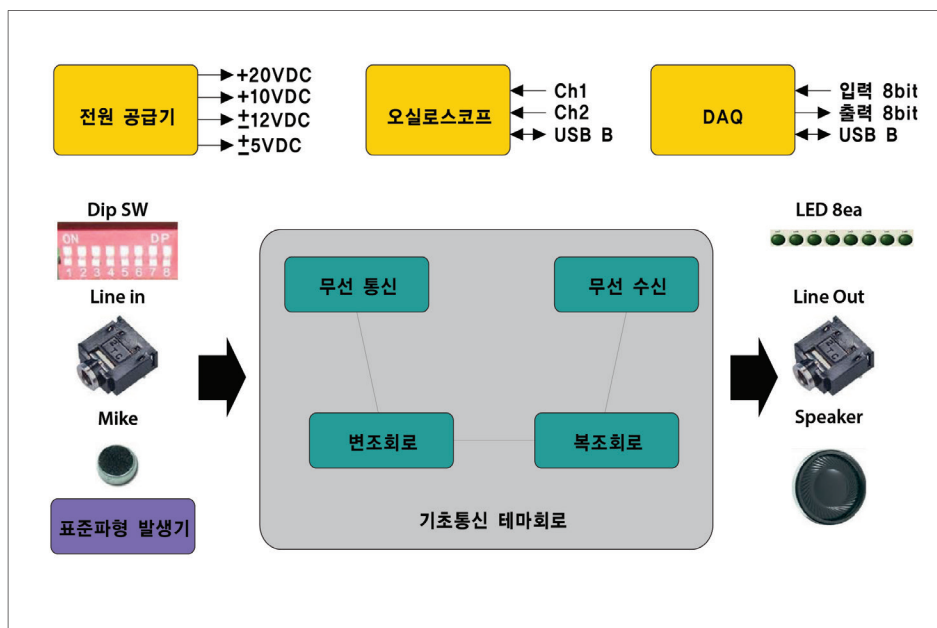 전원 공급기
+20VDC
+10VDC
±12VDC
±5VDC
오실로스코프
Ch1
Ch2
USB B
DAQ
입력 8bit
출력 8bit
USB B
Dip SW
ON DP
1 2 3 4 5 6 7 8
Line in
Mike
표준파형 발생기
무선 통신
무선 수신
변조회로
복조회로
기초통신 테마회로
LED 8ea
Line Out
Speaker